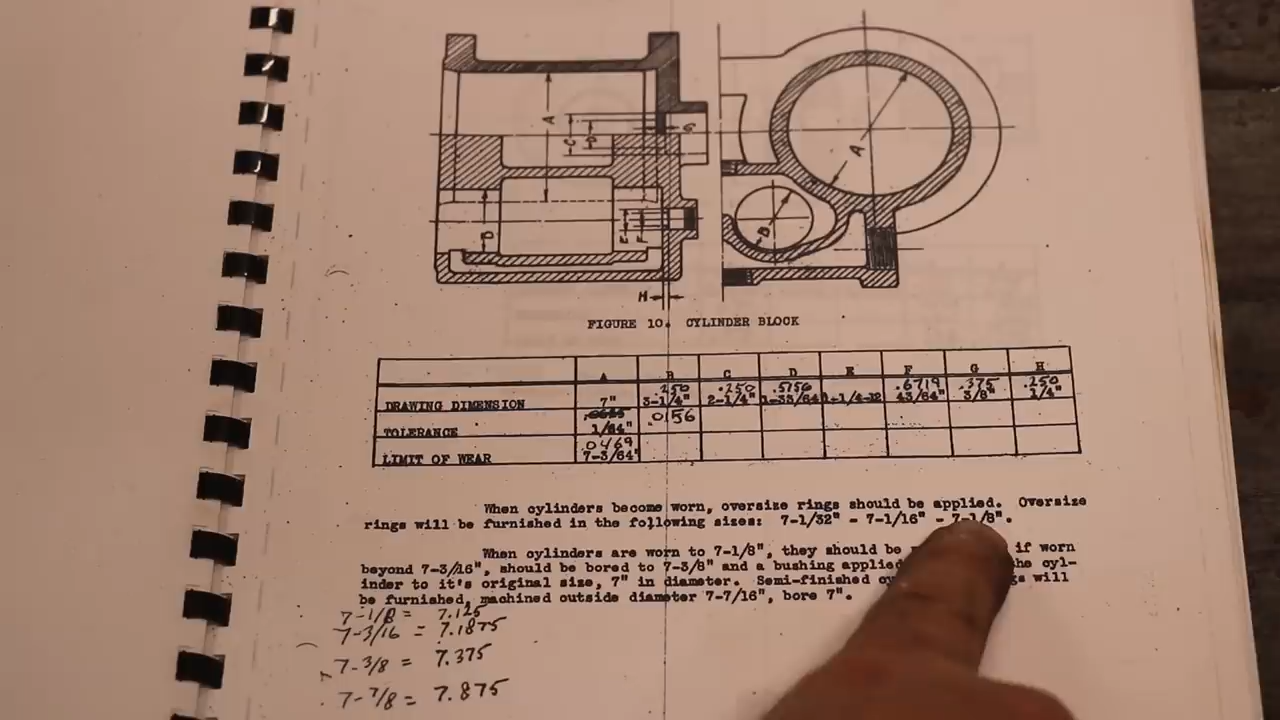 A
C
D
G
B
E
F
H
A
B
FIGURE 10. CYLINDER BLOCK
A B C D E F G H
.250 .250 .5156 .6719 .375 .250
DRAWING DIMENSION 7" 3-1/4" 2-1/4" 1-33/64 1-1/4-12 43/64" 3/8" 1/4"
.0156
TOLERANCE 1/64"
.0469
LIMIT OF WEAR 7-3/64"
When cylinders become worn, oversize rings should be applied. Oversize
rings will be furnished in the following sizes: 7-1/32" - 7-1/16" - 7-1/8".
When cylinders are worn to 7-1/8", they should be if worn
beyond 7-3/16", should be bored to 7-3/8" and a bushing applied cyl-
inder to it's original size, 7" in diameter. Semi-finished will
be furnished, machined outside diameter 7-7/16", bore 7".
7-1/8 = 7.125
7-3/16 = 7.1875
7-3/8 = 7.375
7-7/8 = 7.875